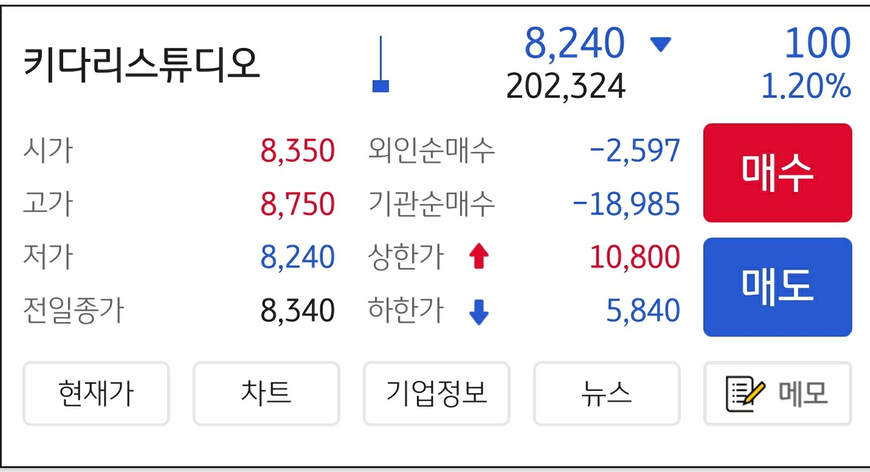 키다리스튜디오 8,240 ▼ 100
202,324 1.20%
시가 8,350 외인순매수 -2,597
고가 8,750 기관순매수 -18,985
저가 8,240 상한가 ⬆ 10,800
전일종가 8,340 하한가 ⬇ 5,840
매수
매도
현재가 차트 기업정보 뉴스 메모